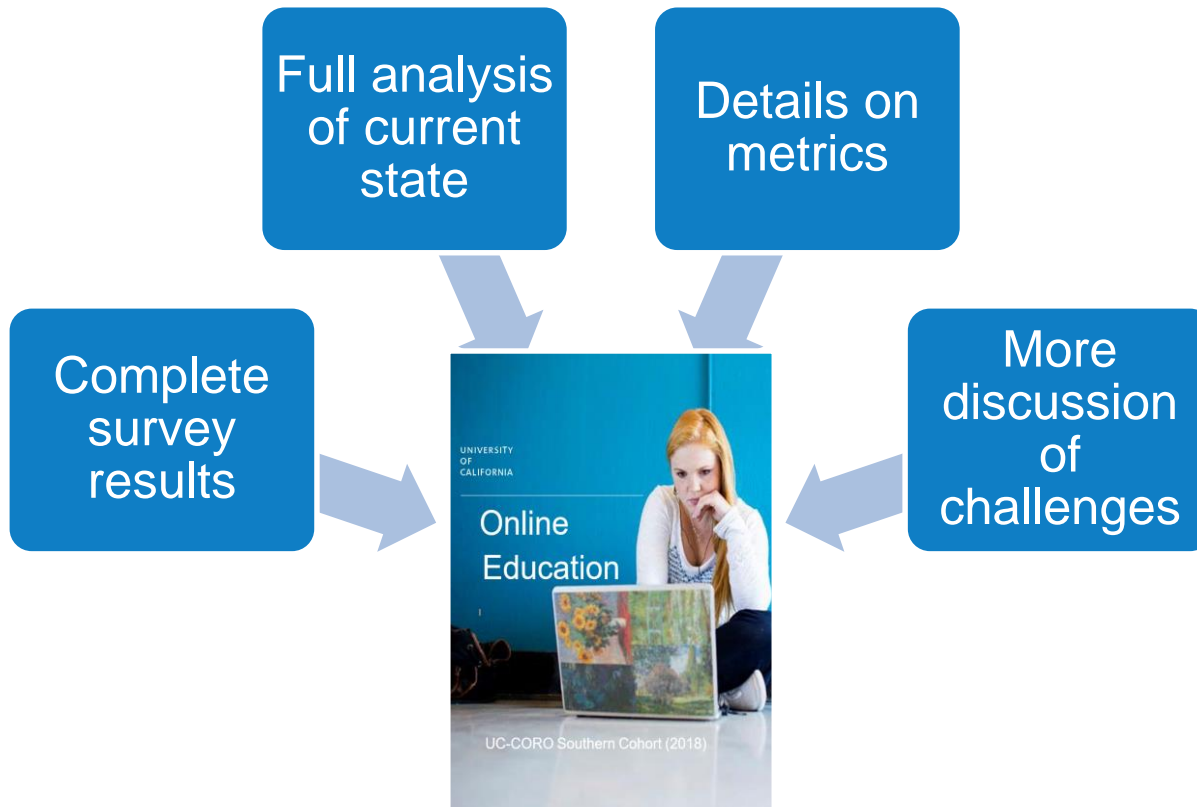 Full analysis
of current
state
Details on
metrics
Complete
survey
results
More
discussion
of
challenges
UNIVERSITY
OF
CALIFORNIA
Online
Education
UC-CORO Southern Cohort (2018)